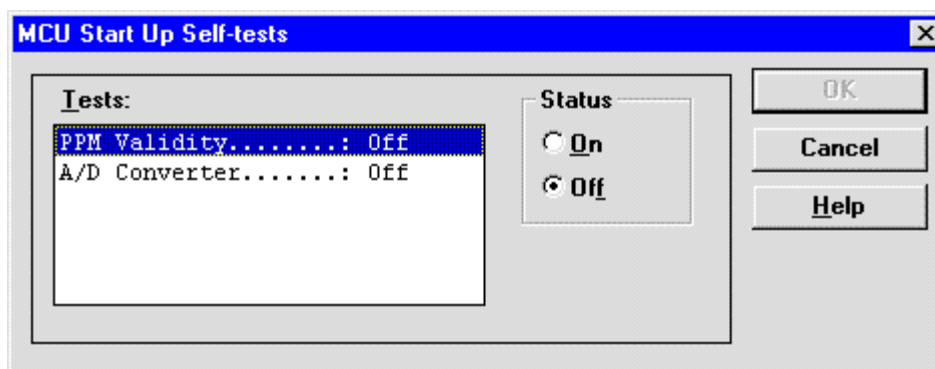 MCU Start Up Self-tests
Tests:
PPM Validity........: Off
A/D Converter.......: Off
Status
On
Off
OK
Cancel
Help